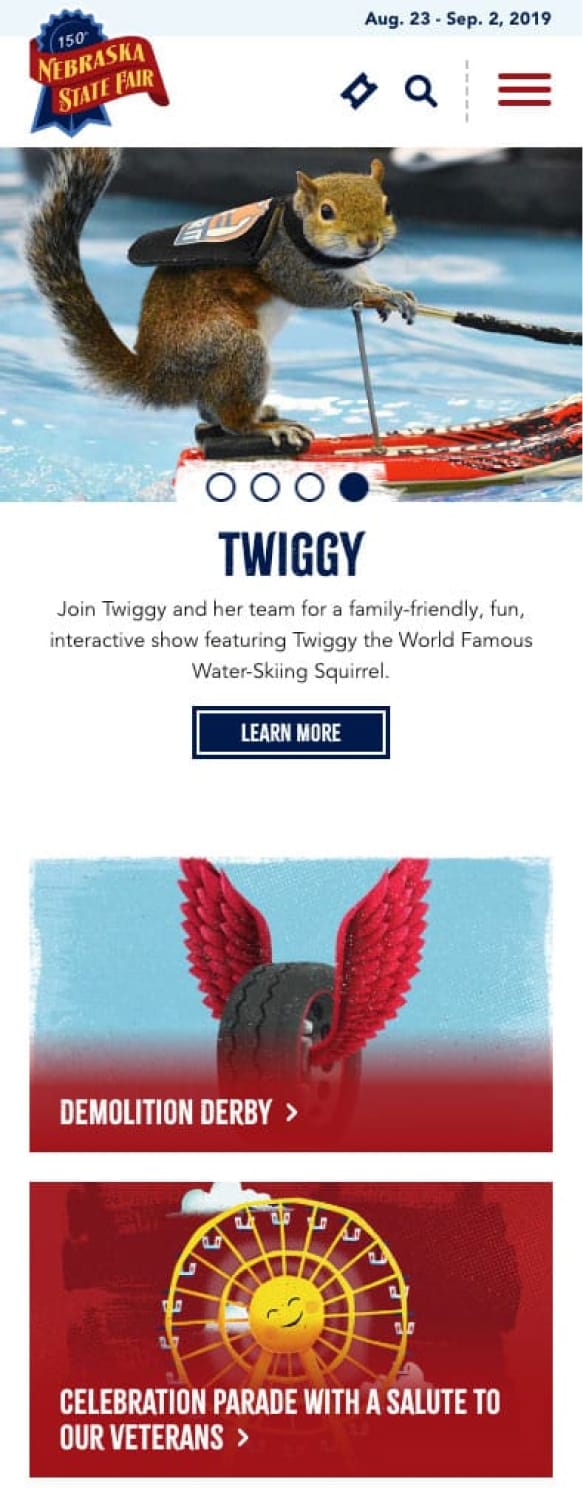 Aug. 23 - Sep. 2, 2019
150
NEBRASKA
STATE FAIR
TWIGGY
Join Twiggy and her team for a family-friendly, fun,
interactive show featuring Twiggy the World Famous
Water-Skiing Squirrel.
LEARN MORE
DEMOLITION DERBY >
CELEBRATION PARADE WITH A SALUTE TO
OUR VETERANS >